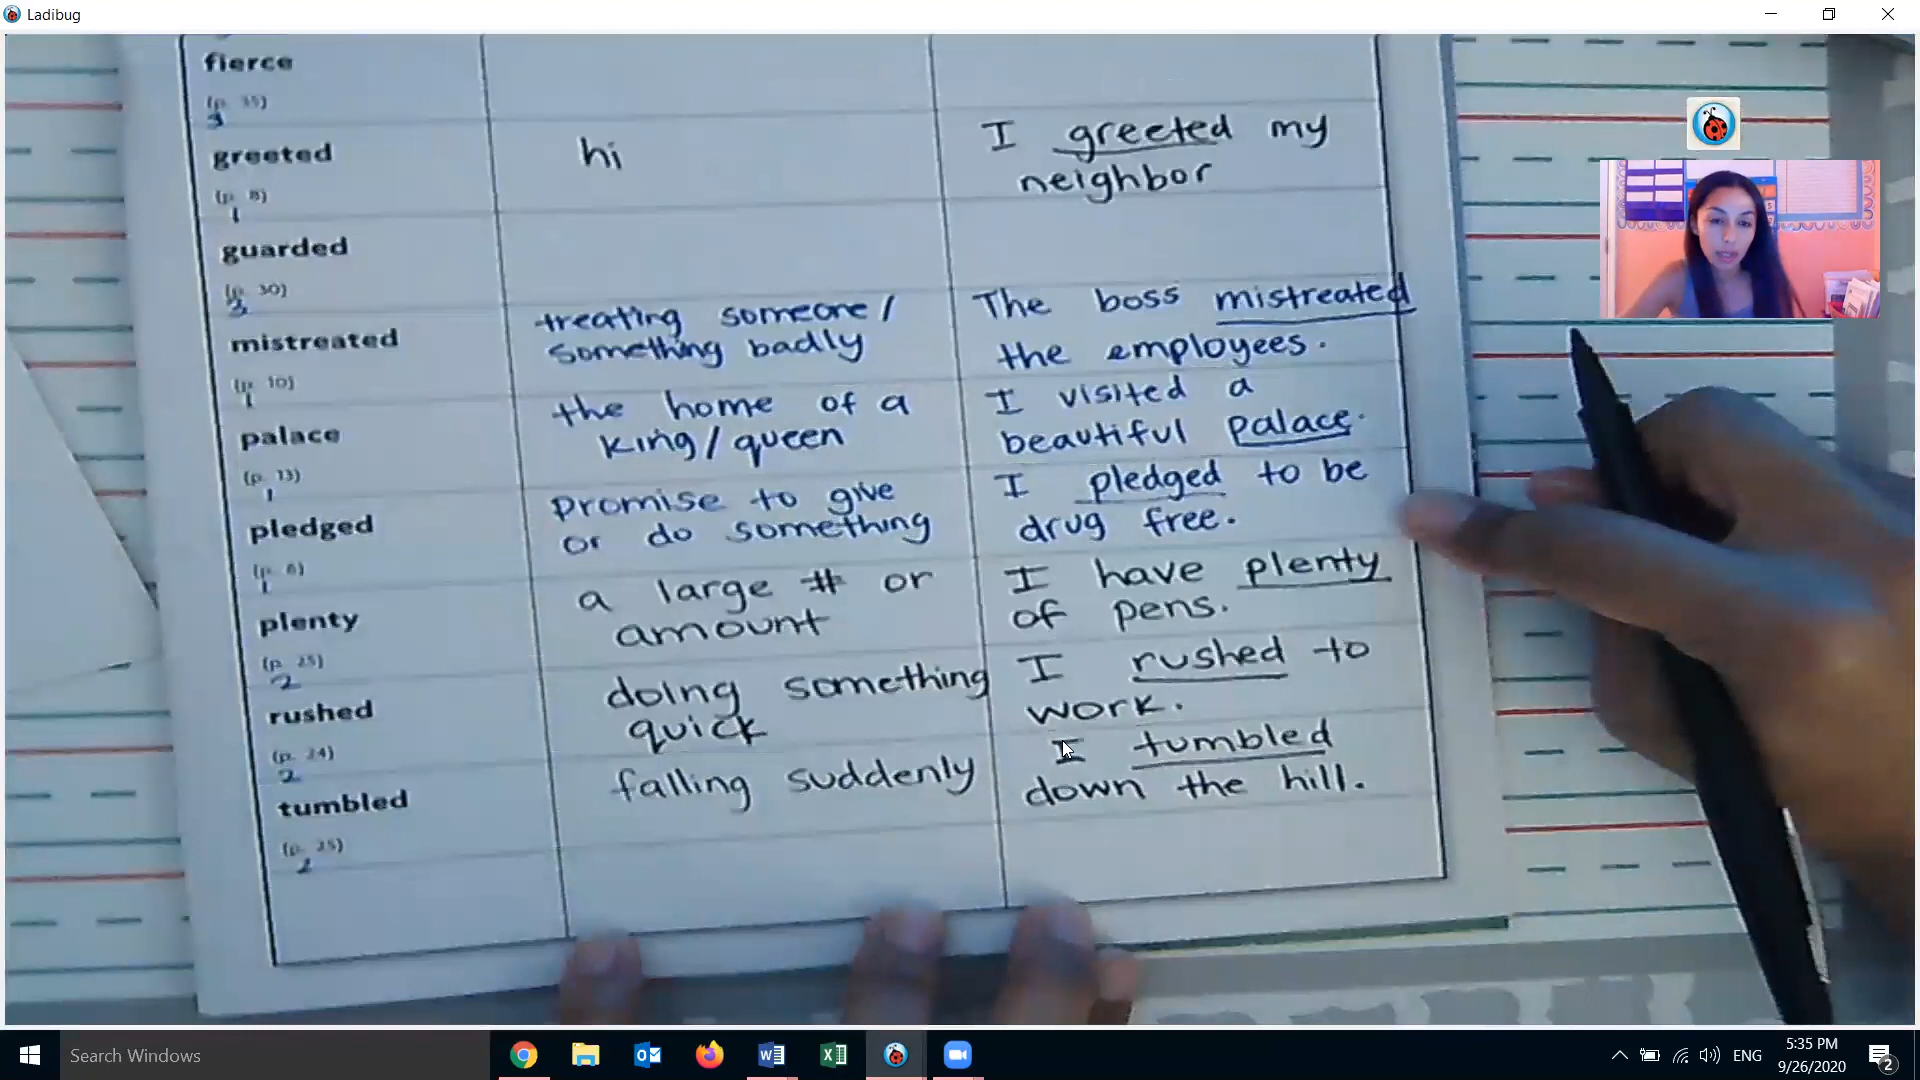 Ladibug
fierce
(p. 35)
3
greeted
hi
I greeted my
neighbor
(p. 8)
1
guarded
(p. 30)
3
mistreated
treating someone/
something badly
The boss mistreated
the employees.
(p. 10)
1
palace
the home of a
king/queen
I visited a
beautiful palace.
(p. 13)
1
pledged
promise to give
or do something
I pledged to be
drug free.
(p. 6)
1
plenty
a large # or
amount
I have plenty
of pens.
(p. 25)
2
rushed
doing something
quick
I rushed to
work.
(p. 24)
2
tumbled
falling suddenly
I tumbled
down the hill.
(p. 25)
2
Search Windows
ENG
5:35 PM
9/26/2020
2